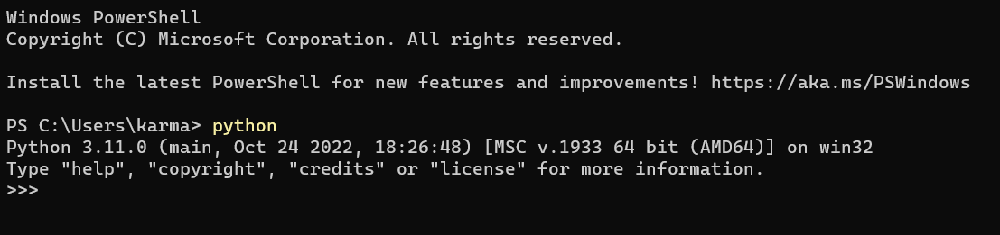 Windows PowerShell
Copyright (C) Microsoft Corporation. All rights reserved.
Install the latest PowerShell for new features and improvements! https://aka.ms/PSWindows
PS C:\Users\karma> python
Python 3.11.0 (main, Oct 24 2022, 18:26:48) [MSC v.1933 64 bit (AMD64)] on win32
Type "help", "copyright", "credits" or "license" for more information.
>>>